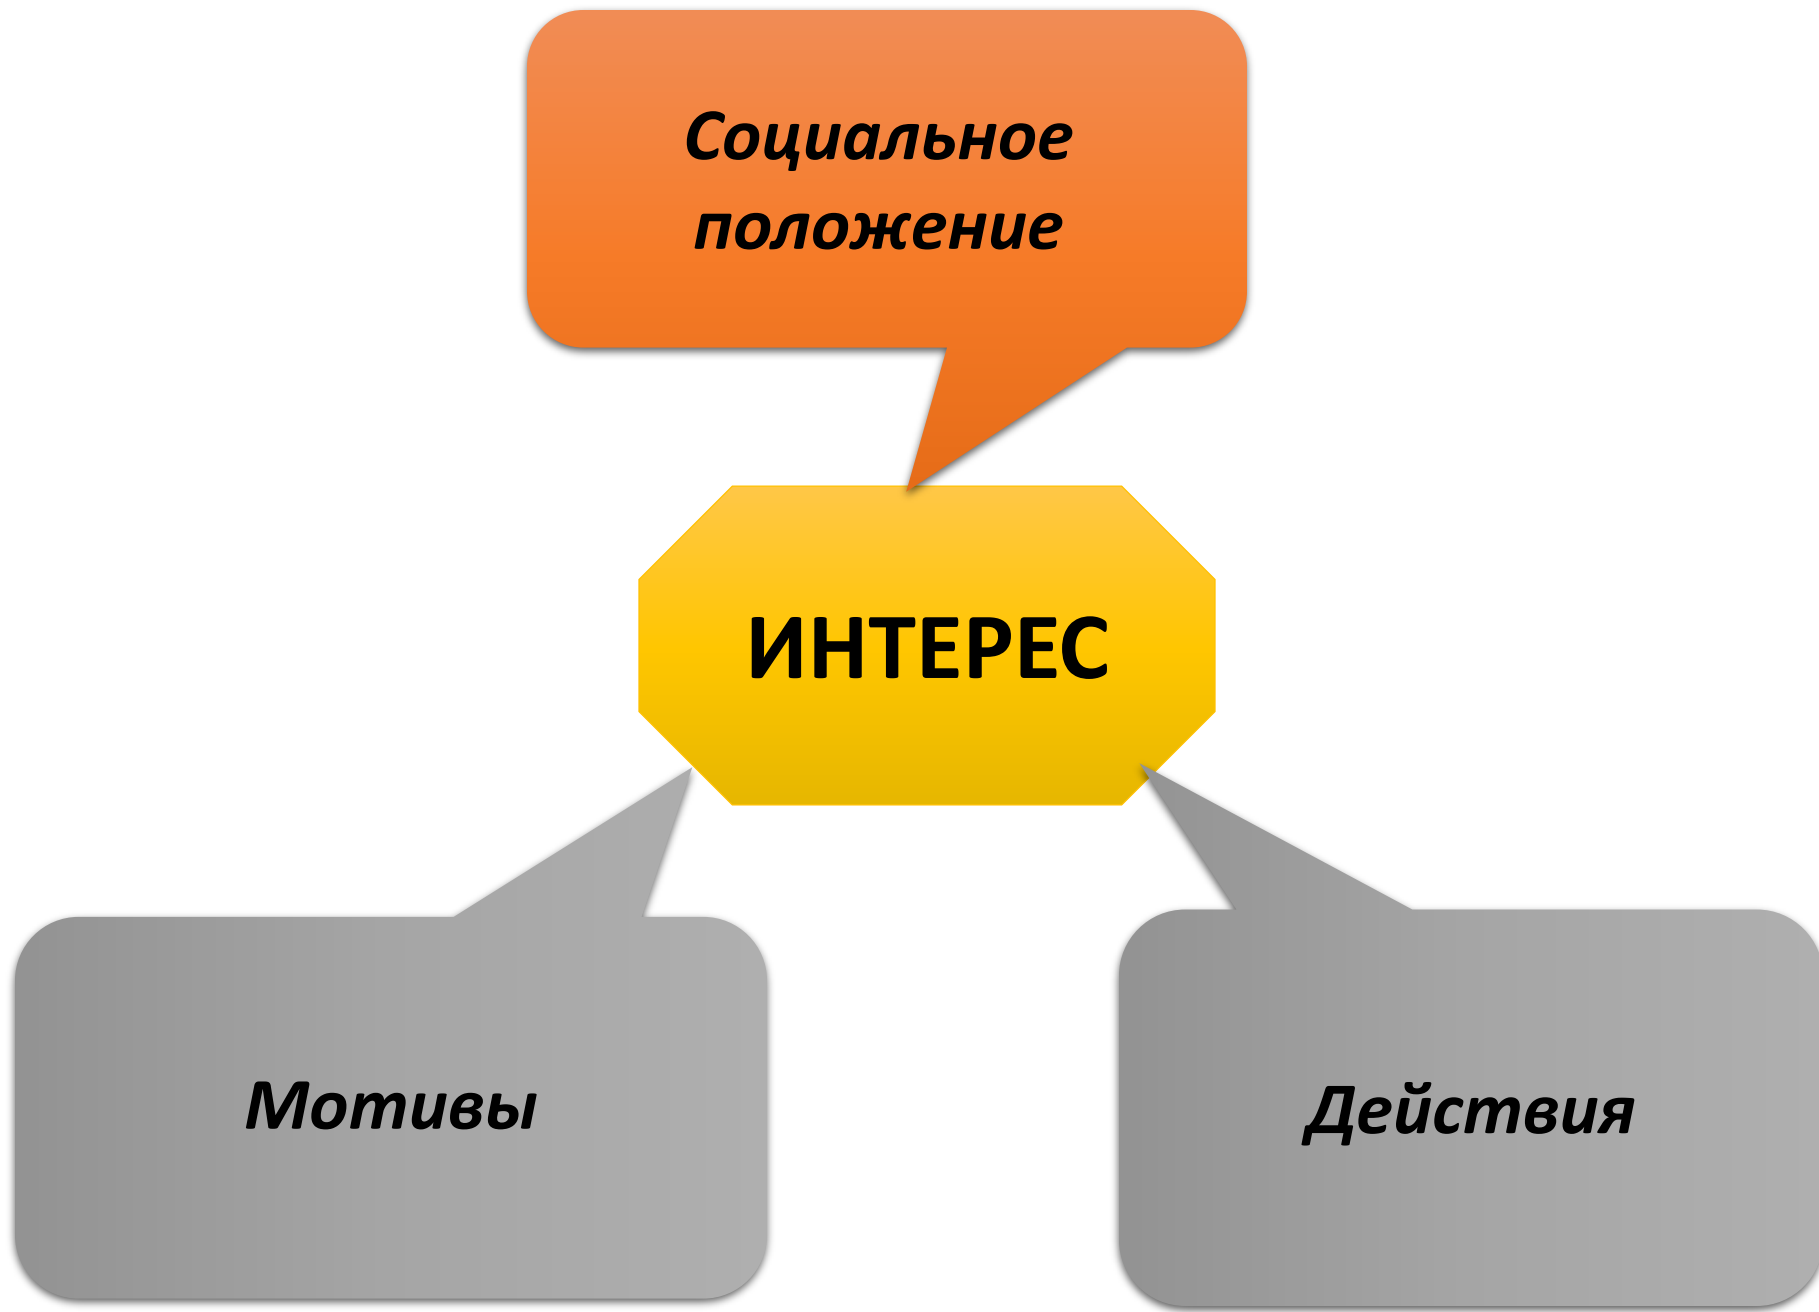 Социальное
положение
ИНТЕРЕС
Мотивы
Действия